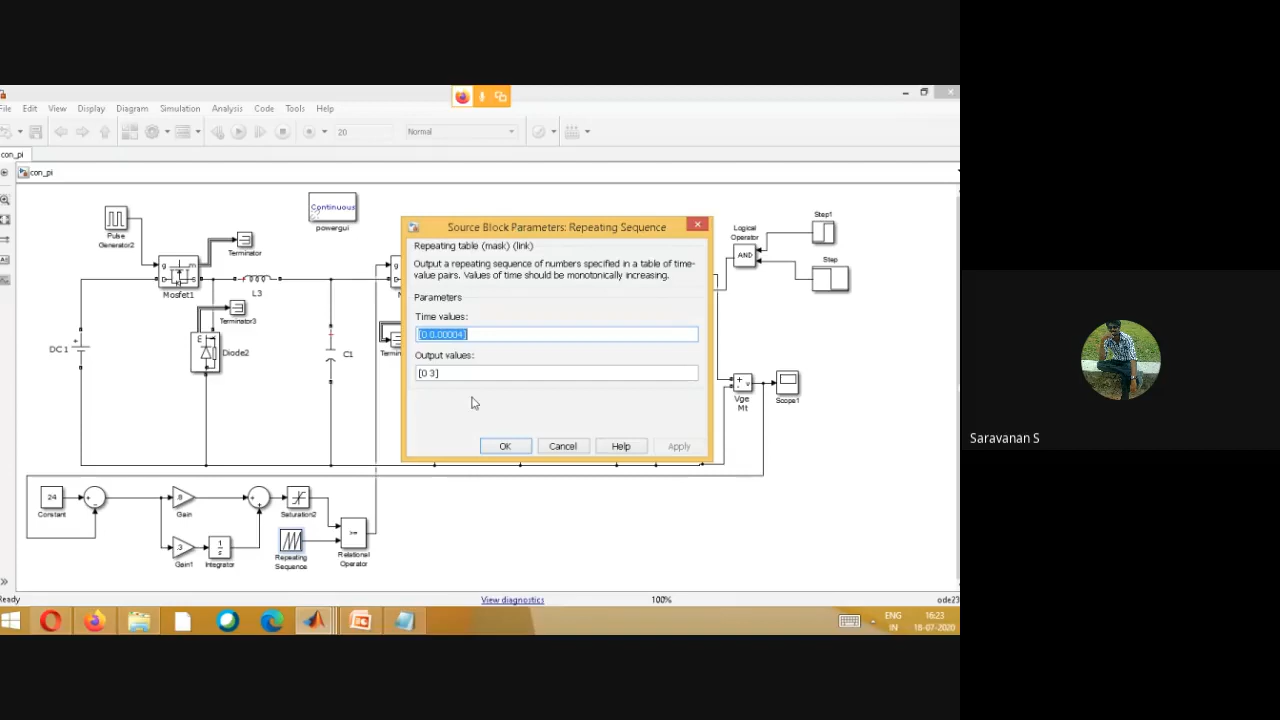 File Edit View Display Diagram Simulation Analysis Code Tools Help
20 Normal
con_pi
con_pi
Pulse
Generator2
Continuous
powergui
Terminator
Mosfet1
L3
Terminator3
Diode2
DC 1
C1
Source Block Parameters: Repeating Sequence
Repeating table (mask) (link)
Output a repeating sequence of numbers specified in a table of time-
value pairs. Values of time should be monotonically increasing.
Parameters
Time values:
[0 0.00004]
Output values:
[0 3]
OK Cancel Help Apply
Logical
Operator
AND
Step1
Step
Vge
Mt
Scope1
24
Constant
.8
Gain
.3
Gain1
1
s
Integrator
Saturation2
Repeating
Sequence
>=
Relational
Operator
Ready View diagnostics 100% ode23
ENG
IN
16:23
18-07-2020
Saravanan S